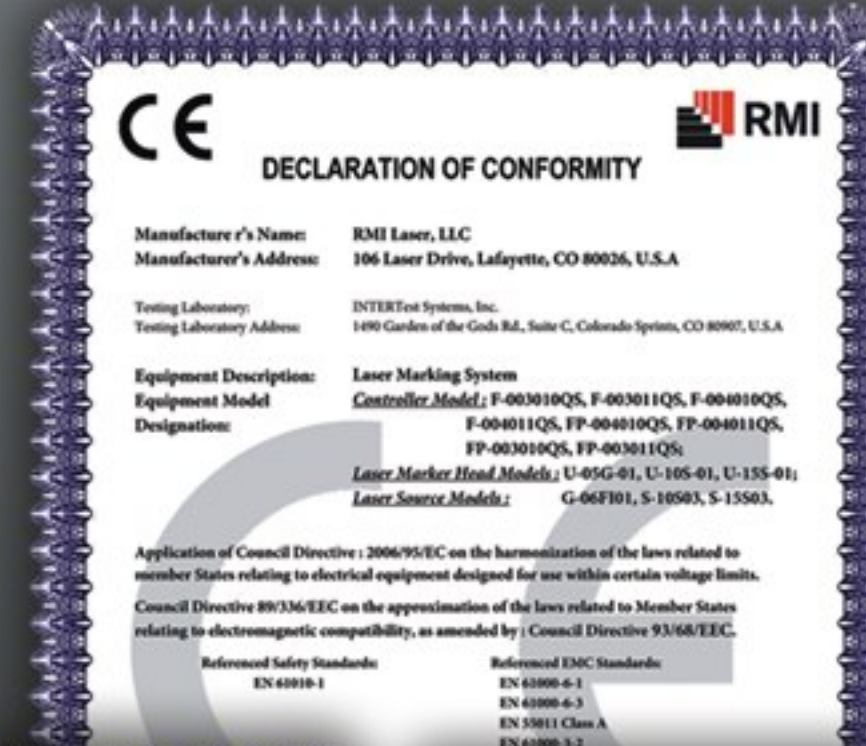 CE
RMI
DECLARATION OF CONFORMITY
Manufacture r's Name: RMI Laser, LLC
Manufacturer's Address: 106 Laser Drive, Lafayette, CO 80026, U.S.A
Testing Laboratory: INTERTest Systems, Inc.
Testing Laboratory Address: 1490 Garden of the Gods Rd., Suite C, Colorado Sprints, CO 80907, U.S.A
Equipment Description: Laser Marking System
Equipment Model Controller Model : F-003010QS, F-003011QS, F-004010QS,
Designation: F-004011QS, FP-004010QS, FP-004011QS,
FP-003010QS, FP-003011QS;
Laser Marker Head Models : U-05G-01, U-10S-01, U-15S-01;
Laser Source Models : G-06FI01, S-10S03, S-15S03.
Application of Council Directive : 2006/95/EC on the harmonization of the laws related to
member States relating to electrical equipment designed for use within certain voltage limits.
Council Directive 89/336/EEC on the approximation of the laws related to Member States
relating to electromagnetic compatibility, as amended by : Council Directive 93/68/EEC.
Referenced Safety Standards: Referenced EMC Standards:
EN 61010-1 EN 61000-6-1
EN 61000-6-3
EN 55011 Class A
EN 61000-3-2